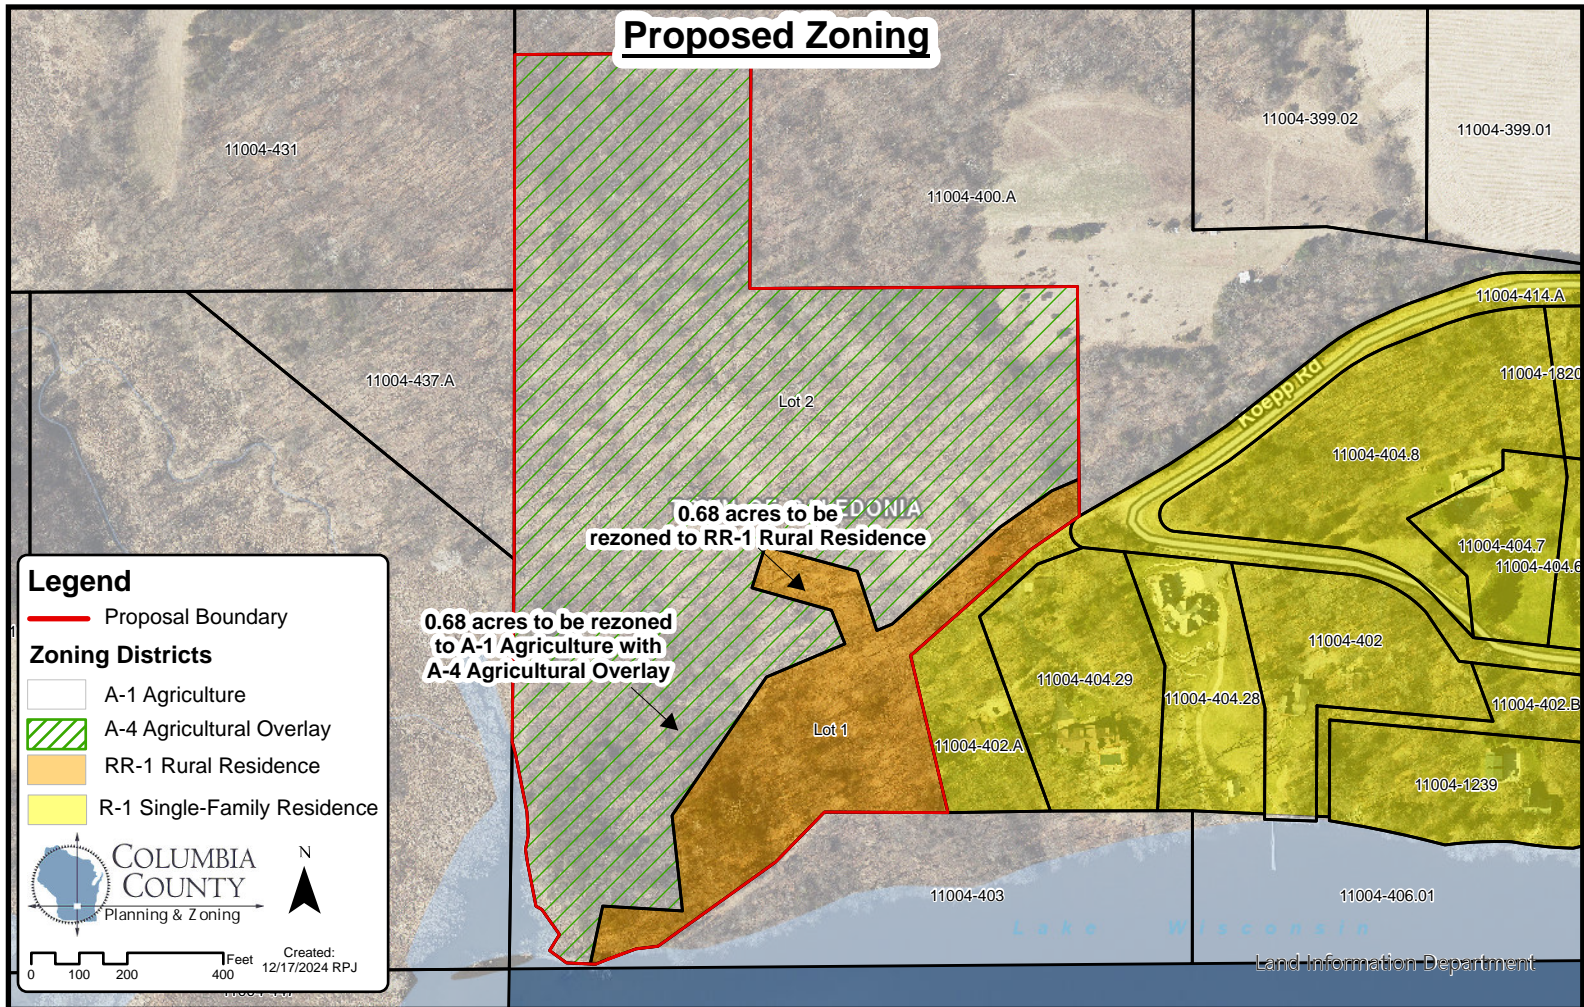 Proposed Zoning
11004-431
11004-399.02
11004-399.01
11004-400.A
11004-414.A
11004-437.A
11004-1820
Koepp Rd
Lot 2
11004-404.8
0.68 acres to be
rezoned to RR-1 Rural Residence
11004-404.7
11004-404.6
0.68 acres to be rezoned
to A-1 Agriculture with
A-4 Agricultural Overlay
11004-402
11004-404.29
11004-404.28
11004-402.B
Lot 1
11004-402.A
11004-1239
11004-403
11004-406.01
Lake Wisconsin
Land Information Department
Legend
Proposal Boundary
Zoning Districts
A-1 Agriculture
A-4 Agricultural Overlay
RR-1 Rural Residence
R-1 Single-Family Residence
COLUMBIA
COUNTY
Planning & Zoning
N
0 100 200 400 Feet
Created:
12/17/2024 RPJ